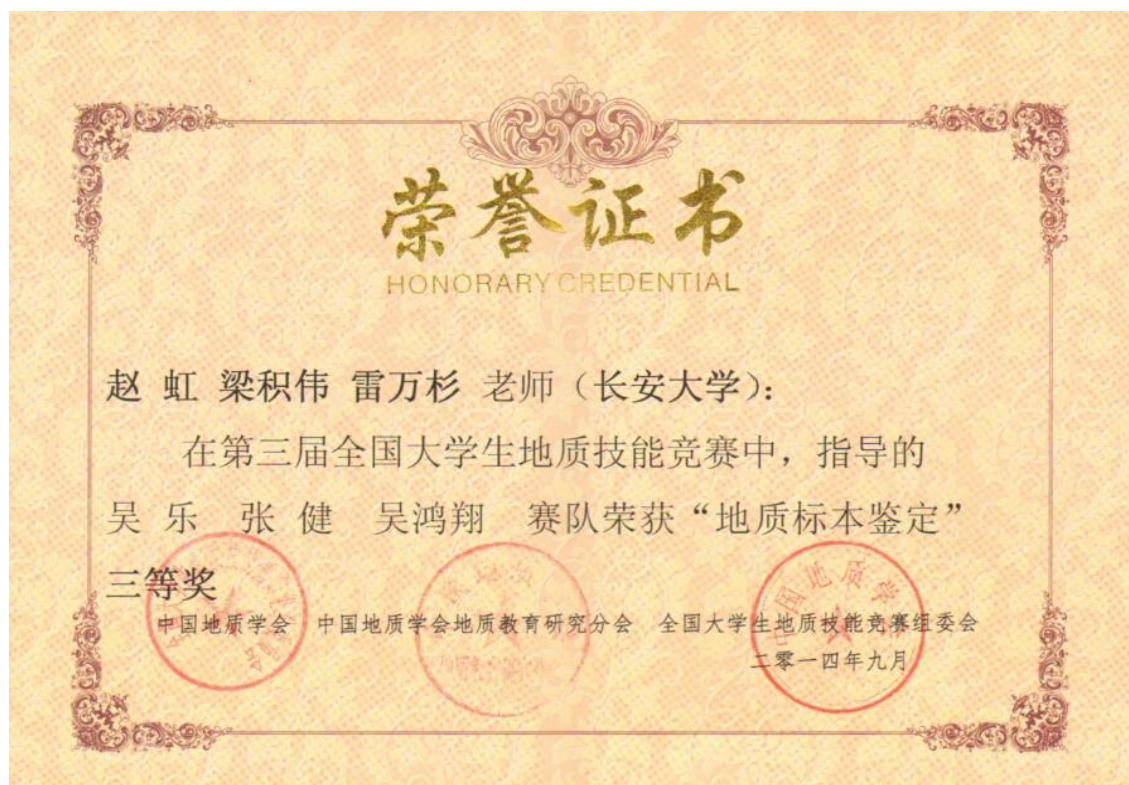 荣誉证书
HONORARY CREDENTIAL
赵 虹 梁积伟 雷万杉 老师（长安大学）：
在第三届全国大学生地质技能竞赛中，指导的
吴 乐 张 健 吴鸿翔 赛队荣获“地质标本鉴定”
三等奖
中国地质学会 中国地质学会地质教育研究分会 全国大学生地质技能竞赛组委会
二零一四年九月
中国地质学